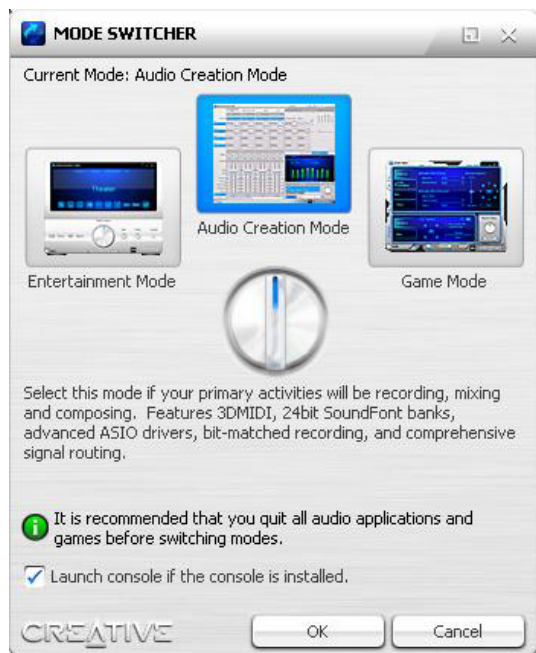 MODE SWITCHER
Current Mode: Audio Creation Mode
Theater
Audio Creation Mode
Entertainment Mode
Game Mode
Select this mode if your primary activities will be recording, mixing
and composing.  Features 3DMIDI, 24bit SoundFont banks,
advanced ASIO drivers, bit-matched recording, and comprehensive
signal routing.
It is recommended that you quit all audio applications and
games before switching modes.
Launch console if the console is installed.
CREATIVE
OK
Cancel